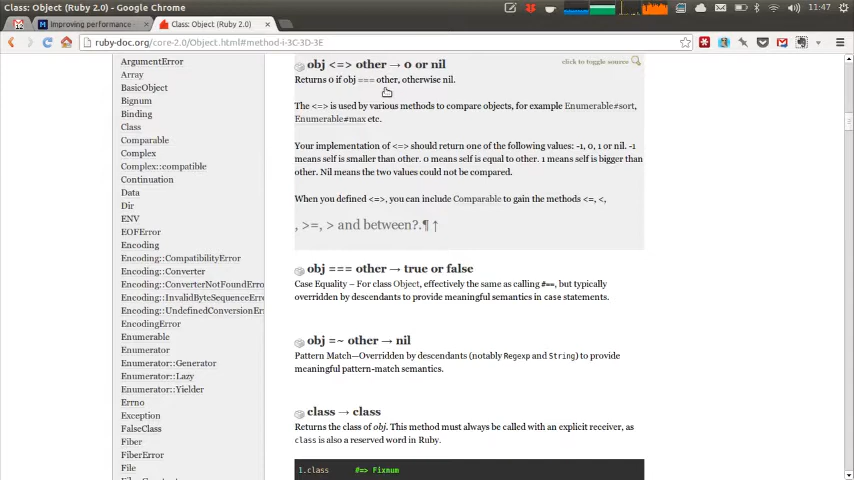 Class: Object (Ruby 2.0) - Google Chrome
11:47
Improving performance
Class: Object (Ruby 2.0)
ruby-doc.org/core-2.0/Object.html#method-i-3C-3D-3E
ArgumentError
Array
BasicObject
Bignum
Binding
Class
Comparable
Complex
Complex::compatible
Continuation
Data
Dir
ENV
EOFError
Encoding
Encoding::CompatibilityError
Encoding::Converter
Encoding::ConverterNotFoundErro
Encoding::InvalidByteSequenceErro
Encoding::UndefinedConversionErr
EncodingError
Enumerable
Enumerator
Enumerator::Generator
Enumerator::Lazy
Enumerator::Yielder
Errno
Exception
FalseClass
Fiber
FiberError
File
obj <=> other → 0 or nil
click to toggle source
Returns 0 if obj === other, otherwise nil.
The <=> is used by various methods to compare objects, for example Enumerable#sort,
Enumerable#max etc.
Your implementation of <=> should return one of the following values: -1, 0, 1 or nil. -1
means self is smaller than other. 0 means self is equal to other. 1 means self is bigger than
other. Nil means the two values could not be compared.
When you defined <=>, you can include Comparable to gain the methods <=, <,
, >=, > and between?.¶ ↑
obj === other → true or false
Case Equality – For class Object, effectively the same as calling #==, but typically
overridden by descendants to provide meaningful semantics in case statements.
obj =~ other → nil
Pattern Match—Overridden by descendants (notably Regexp and String) to provide
meaningful pattern-match semantics.
class → class
Returns the class of obj. This method must always be called with an explicit receiver, as
class is also a reserved word in Ruby.
1.class #=> Fixnum